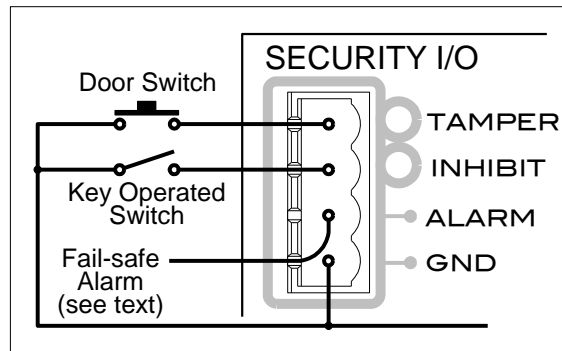 SECURITY I/O
Door Switch
TAMPER
INHIBIT
Key Operated
Switch
ALARM
Fail-safe
Alarm
(see text)
GND